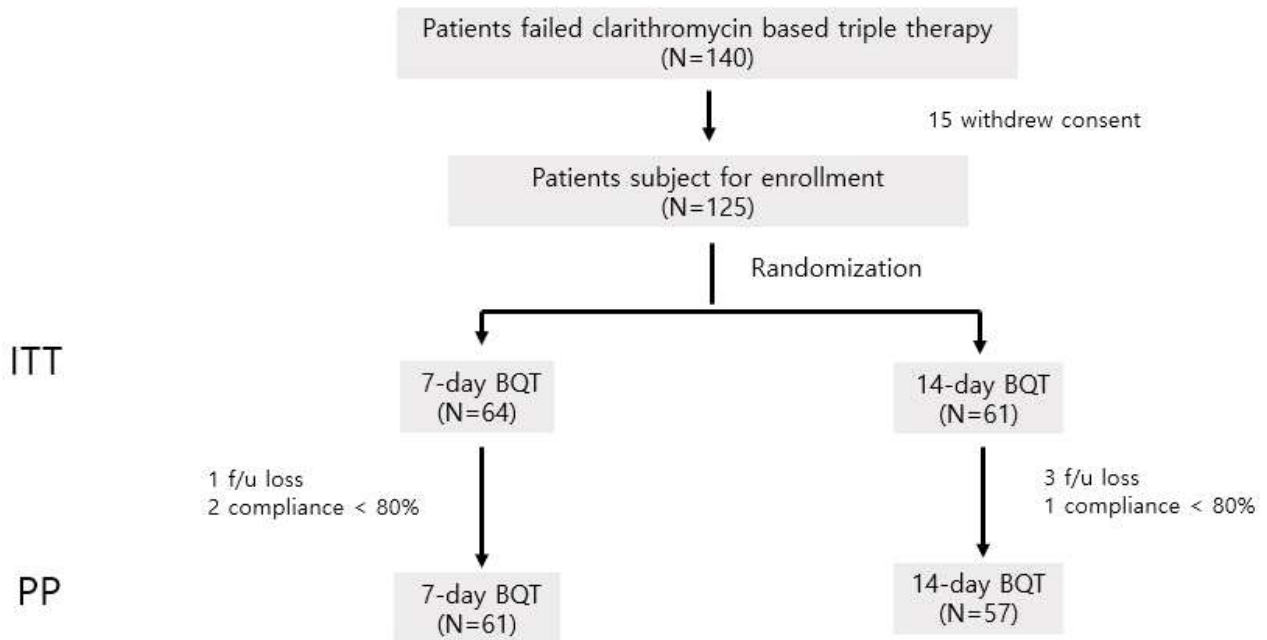 Patients failed clarithromycin based triple therapy
(N=140)
15 withdrew consent
Patients subject for enrollment
(N=125)
Randomization
ITT
7-day BQT
(N=64)
14-day BQT
(N=61)
1 f/u loss
2 compliance < 80%
3 f/u loss
1 compliance < 80%
PP
7-day BQT
(N=61)
14-day BQT
(N=57)